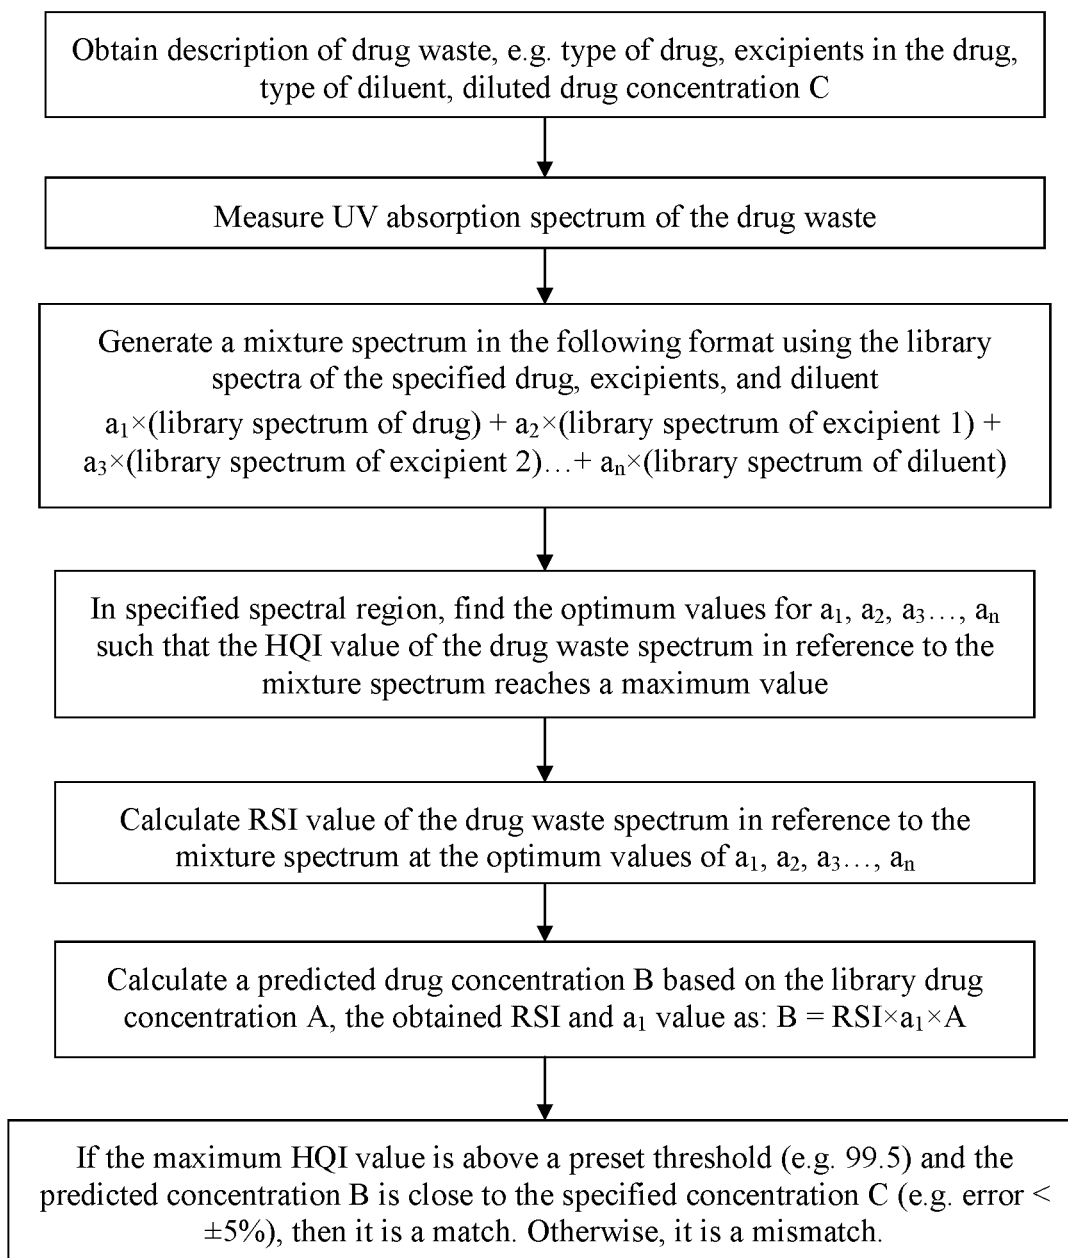 Obtain description of drug waste, e.g. type of drug, excipients in the drug,
type of diluent, diluted drug concentration C
Measure UV absorption spectrum of the drug waste
Generate a mixture spectrum in the following format using the library
spectra of the specified drug, excipients, and diluent
a₁×(library spectrum of drug) + a₂×(library spectrum of excipient 1) +
a₃×(library spectrum of excipient 2)…+ aₙ×(library spectrum of diluent)
In specified spectral region, find the optimum values for a₁, a₂, a₃…, aₙ
such that the HQI value of the drug waste spectrum in reference to the
mixture spectrum reaches a maximum value
Calculate RSI value of the drug waste spectrum in reference to the
mixture spectrum at the optimum values of a₁, a₂, a₃…, aₙ
Calculate a predicted drug concentration B based on the library drug
concentration A, the obtained RSI and a₁ value as: B = RSI×a₁×A
If the maximum HQI value is above a preset threshold (e.g. 99.5) and the
predicted concentration B is close to the specified concentration C (e.g. error <
±5%), then it is a match. Otherwise, it is a mismatch.